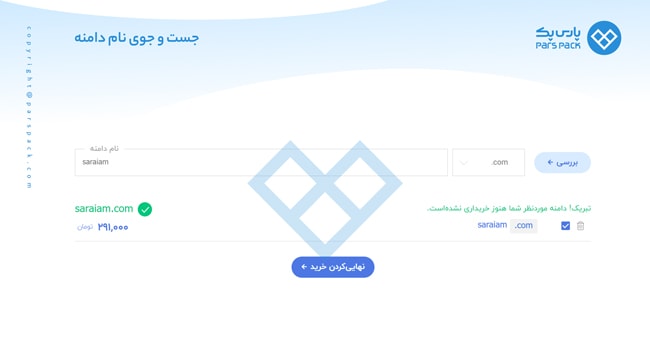 پارس پک
PARS PACK
جست و جوی نام دامنه
copyright@parspack.com
نام دامنه
saraiam
.com
بررسی
تبریک! دامنه موردنظر شما هنوز خریداری نشده‌است.
saraiam.com
saraiam .com
۲۹۱,۰۰۰ تومان
نهایی‌کردن خرید